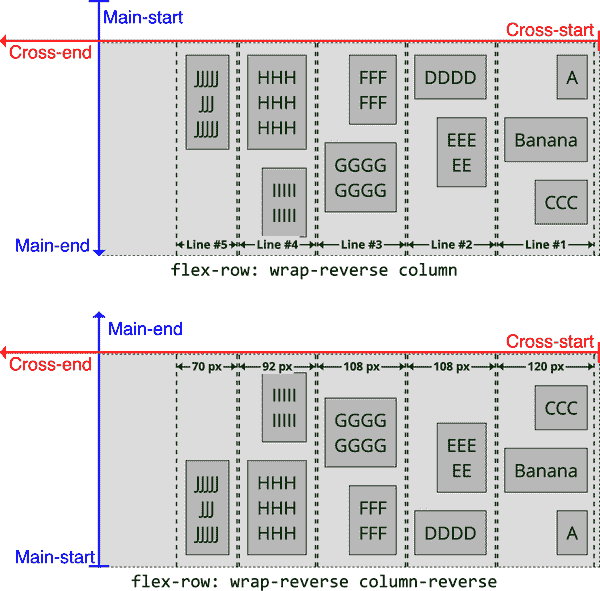 Main-start
Cross-start
Cross-end
JJJJJ
JJJ
JJJJJ
HHH
HHH
HHH
FFF
FFF
DDDD
A
GGGG
GGGG
EEE
EE
Banana
IIIII
IIIII
CCC
Main-end
Line #5
Line #4
Line #3
Line #2
Line #1
flex-row: wrap-reverse column
Main-end
Cross-start
Cross-end
70 px
92 px
108 px
108 px
120 px
IIIII
IIIII
GGGG
GGGG
CCC
EEE
EE
Banana
JJJJJ
JJJ
JJJJJ
HHH
HHH
HHH
FFF
FFF
DDDD
A
Main-start
flex-row: wrap-reverse column-reverse